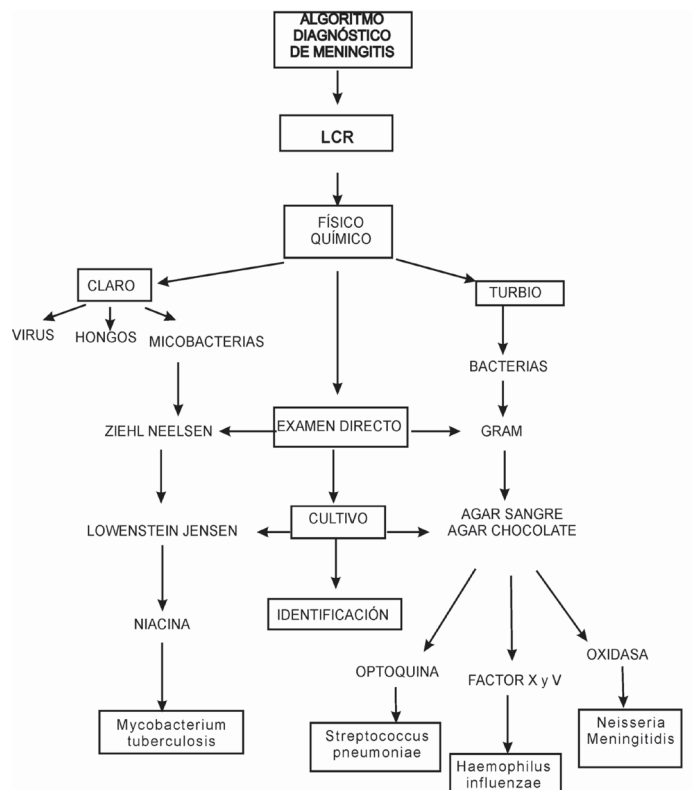 ALGORITMO
DIAGNÓSTICO
DE MENINGITIS
LCR
FÍSICO
QUÍMICO
CLARO
TURBIO
VIRUS
HONGOS
MICOBACTERIAS
BACTERIAS
ZIEHL NEELSEN
EXAMEN DIRECTO
GRAM
LOWENSTEIN JENSEN
CULTIVO
AGAR SANGRE
AGAR CHOCOLATE
IDENTIFICACIÓN
NIACINA
OPTOQUINA
FACTOR X y V
OXIDASA
Mycobacterium
tuberculosis
Streptococcus
pneumoniae
Haemophilus
influenzae
Neisseria
Meningitidis